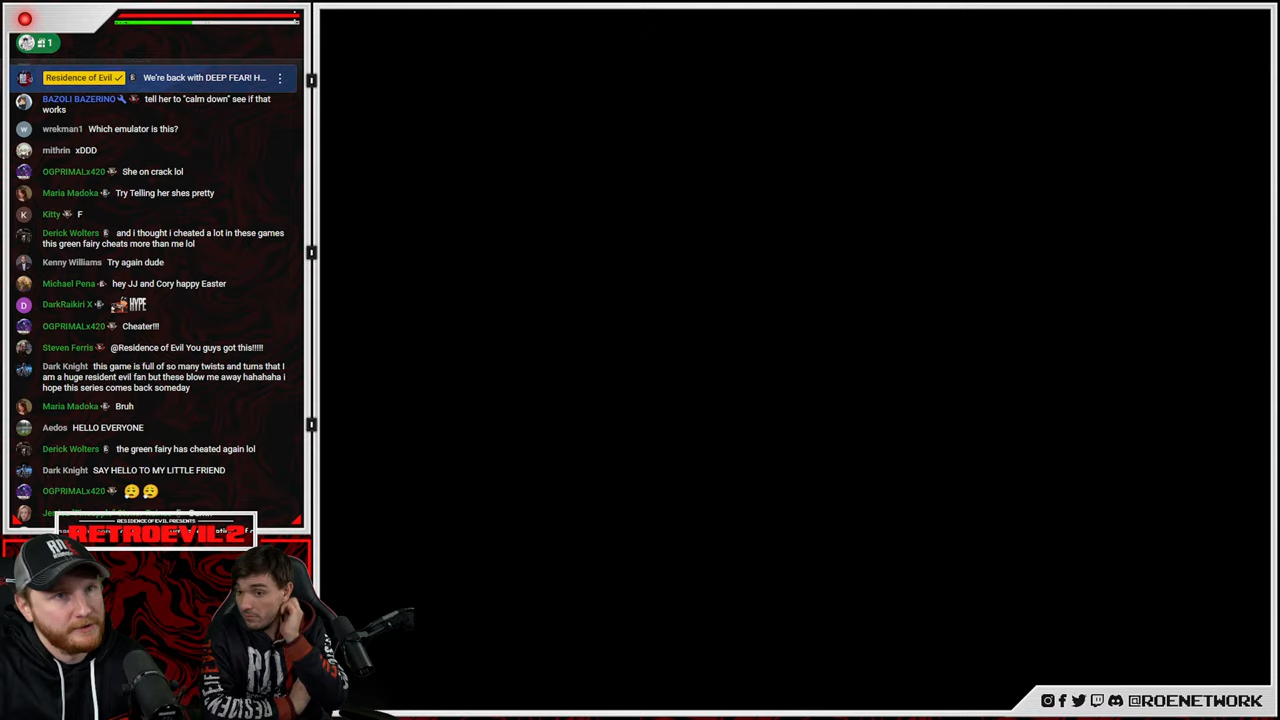 1
Residence of Evil We're back with DEEP FEAR! H...
BAZOLI BAZERINO tell her to "calm down" see if that
works
wrekman1 Which emulator is this?
mithrin xDDD
OGPRIMALx420 She on crack lol
Maria Madoka Try Telling her shes pretty
K Kitty F
Derick Wolters and i thought i cheated a lot in these games
this green fairy cheats more than me lol
Kenny Williams Try again dude
Michael Pena hey JJ and Cory happy Easter
D DarkRaikiri X HYPE
OGPRIMALx420 Cheater!!!
Steven Ferris @Residence of Evil You guys got this!!!!!
Dark Knight this game is full of so many twists and turns that I
am a huge resident evil fan but these blow me away hahahaha i
hope this series comes back someday
Maria Madoka Bruh
Aedos HELLO EVERYONE
Derick Wolters the green fairy has cheated again lol
Dark Knight SAY HELLO TO MY LITTLE FRIEND
OGPRIMALx420
RESIDENCE OF EVIL PRESENTS
RETROEVIL 2
@ROENETWORK